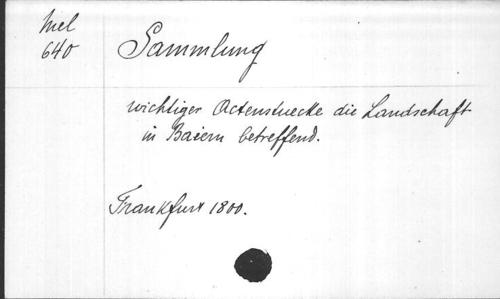 Mel
640
Sammlung
wichtiger Actenstuecke die Landschaft
in Baiern betreffend.
Frankfurt 1800.